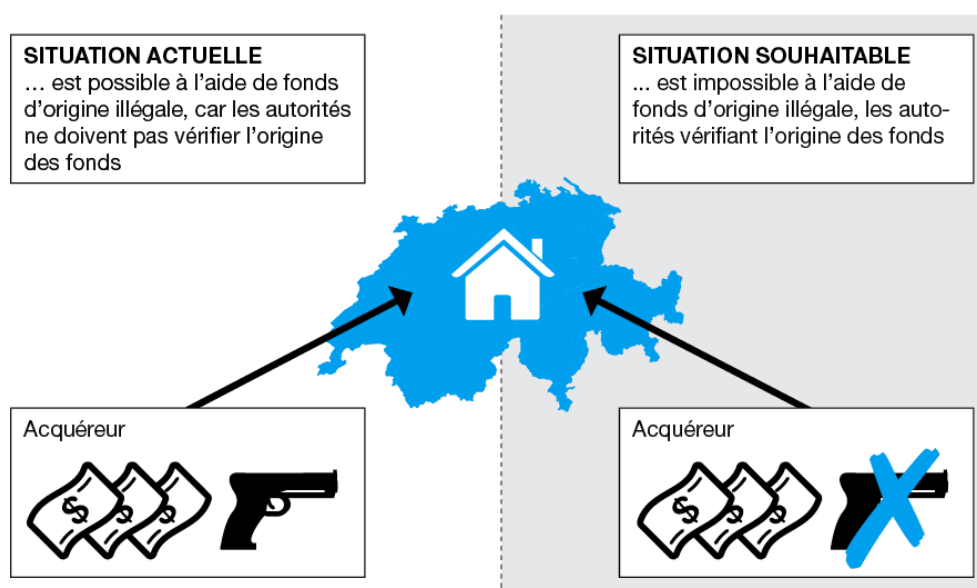 SITUATION ACTUELLE
… est possible à l’aide de fonds
d’origine illégale, car les autorités
ne doivent pas vérifier l’origine
des fonds
SITUATION SOUHAITABLE
... est impossible à l’aide de
fonds d’origine illégale, les auto-
rités vérifiant l’origine des fonds
Acquéreur
$ $ $
Acquéreur
$ $ $